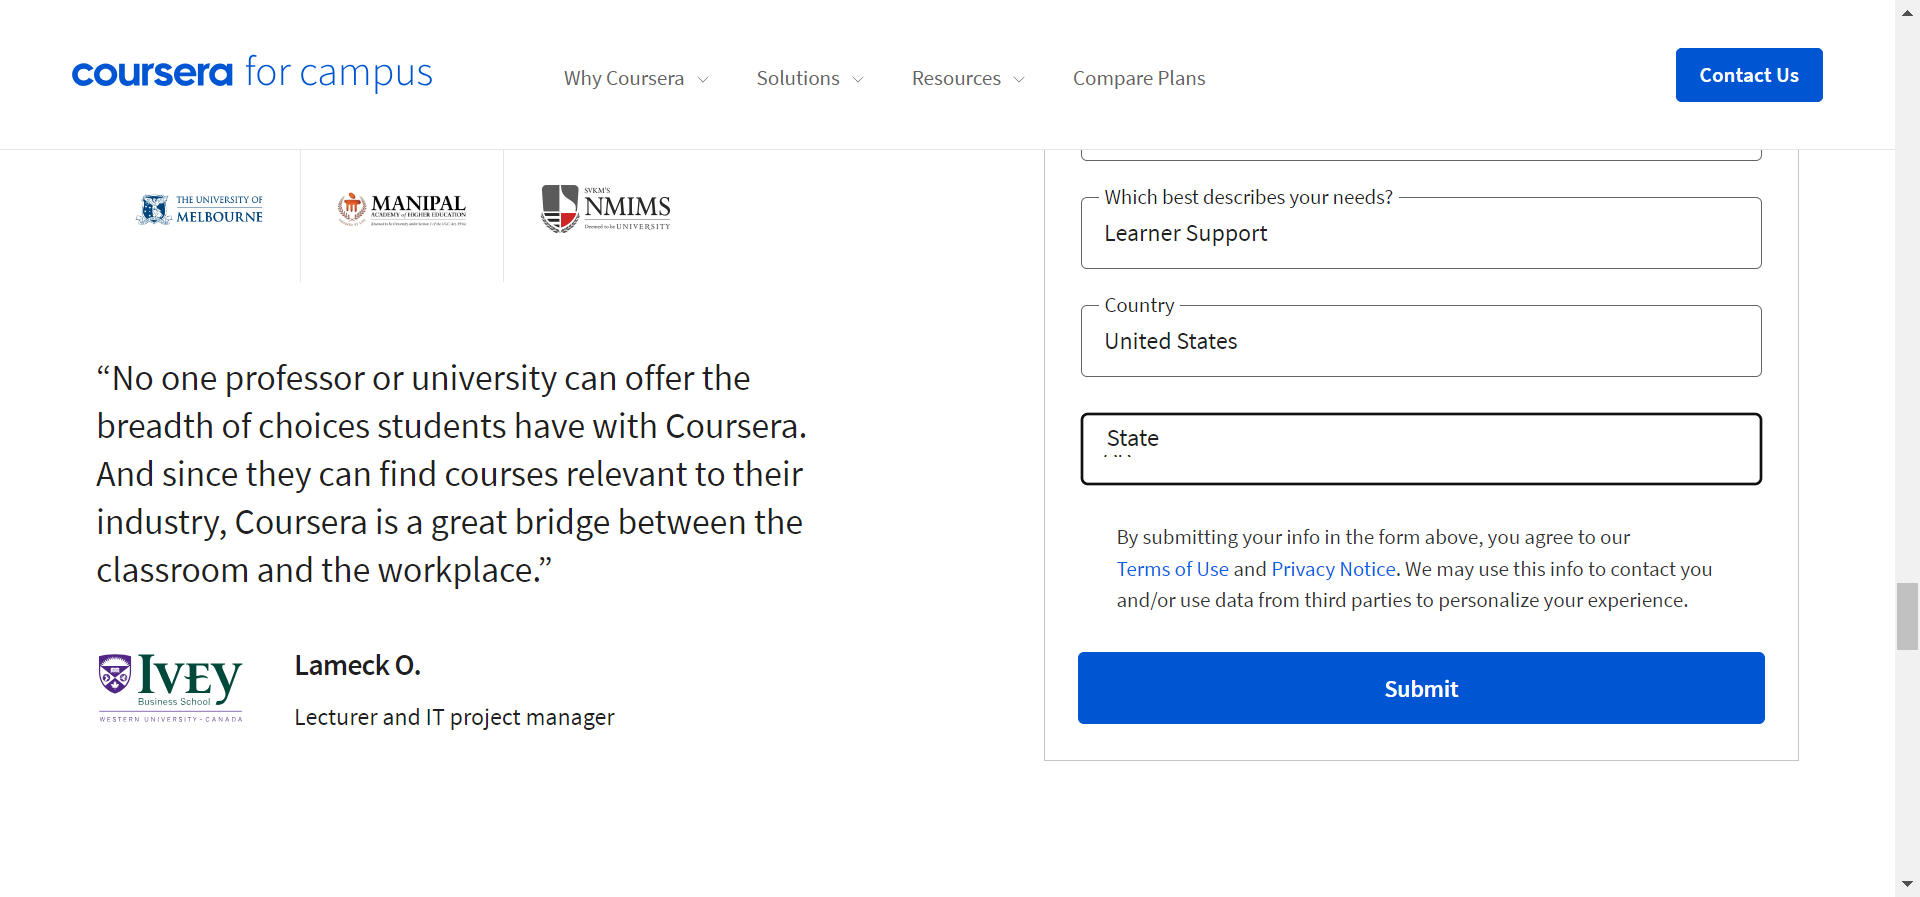 coursera for campus
Why Coursera
Solutions
Resources
Compare Plans
Contact Us
THE UNIVERSITY OF
MELBOURNE
MANIPAL
ACADEMY of HIGHER EDUCATION
SVKM'S
NMIMS
Deemed to be UNIVERSITY
“No one professor or university can offer the
breadth of choices students have with Coursera.
And since they can find courses relevant to their
industry, Coursera is a great bridge between the
classroom and the workplace.”
IVEY
Business School
WESTERN UNIVERSITY · CANADA
Lameck O.
Lecturer and IT project manager
Which best describes your needs?
Learner Support
Country
United States
State
By submitting your info in the form above, you agree to our
Terms of Use and Privacy Notice. We may use this info to contact you
and/or use data from third parties to personalize your experience.
Submit